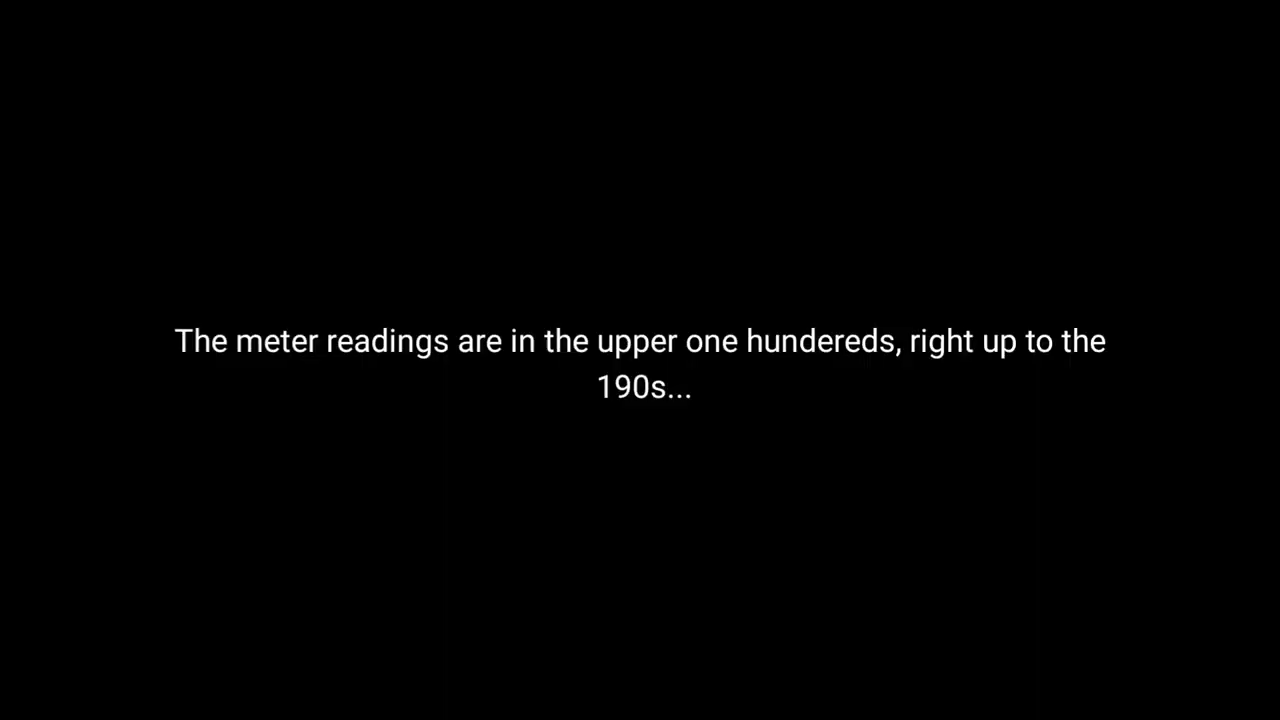 The meter readings are in the upper one hundereds, right up to the
190s...